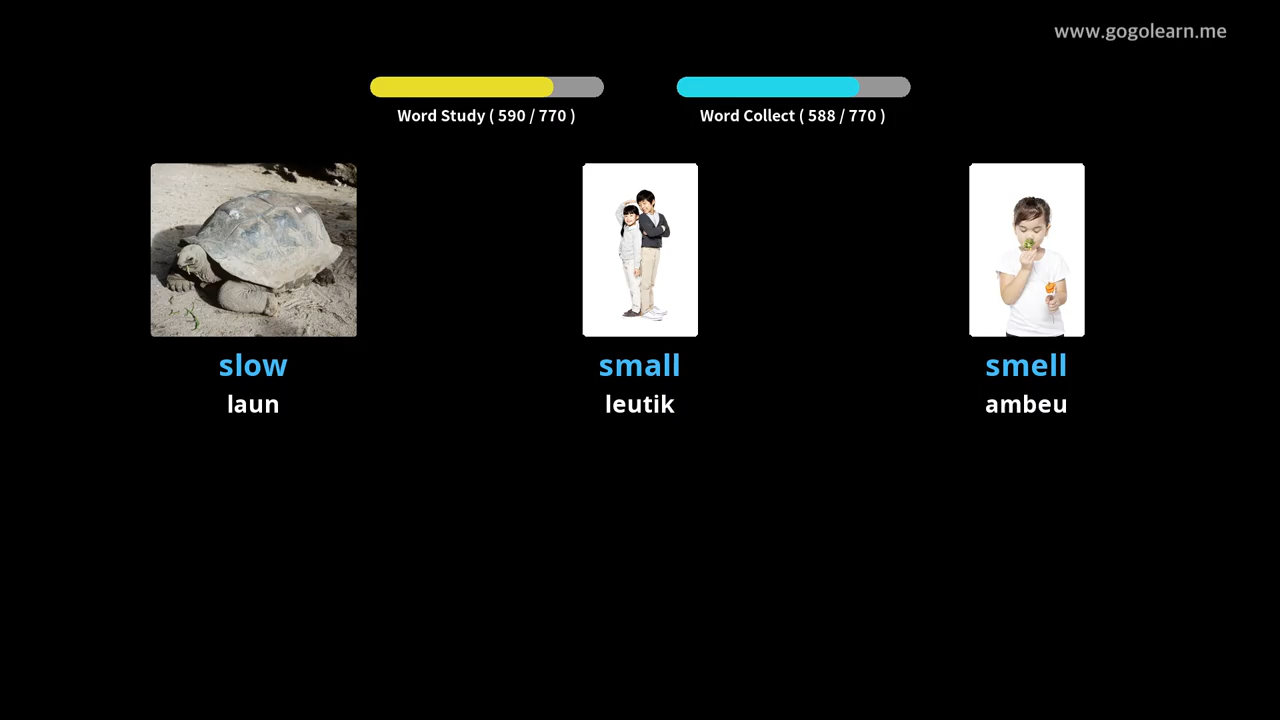 www.gogolearn.me
Word Study ( 590 / 770 )
Word Collect ( 588 / 770 )
slow
small
smell
laun
leutik
ambeu